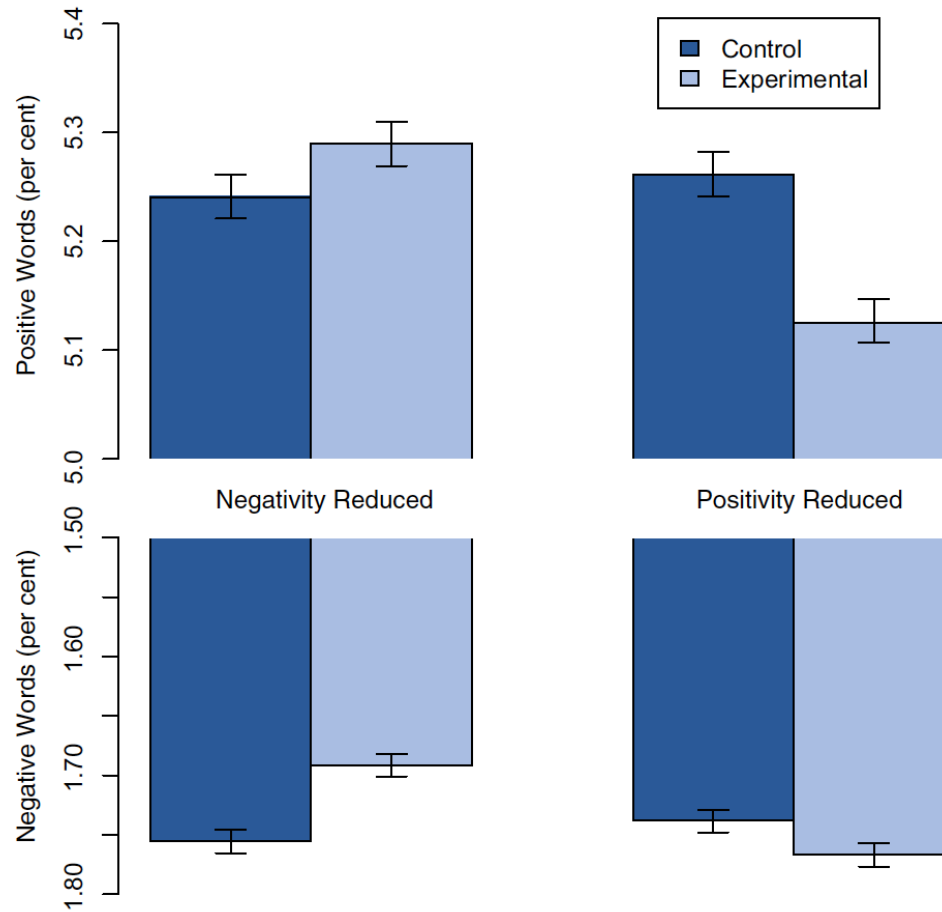 Control
Experimental
Positive Words (per cent)
5.4
5.3
5.2
5.1
5.0
Negativity Reduced
Positivity Reduced
Negative Words (per cent)
1.50
1.60
1.70
1.80